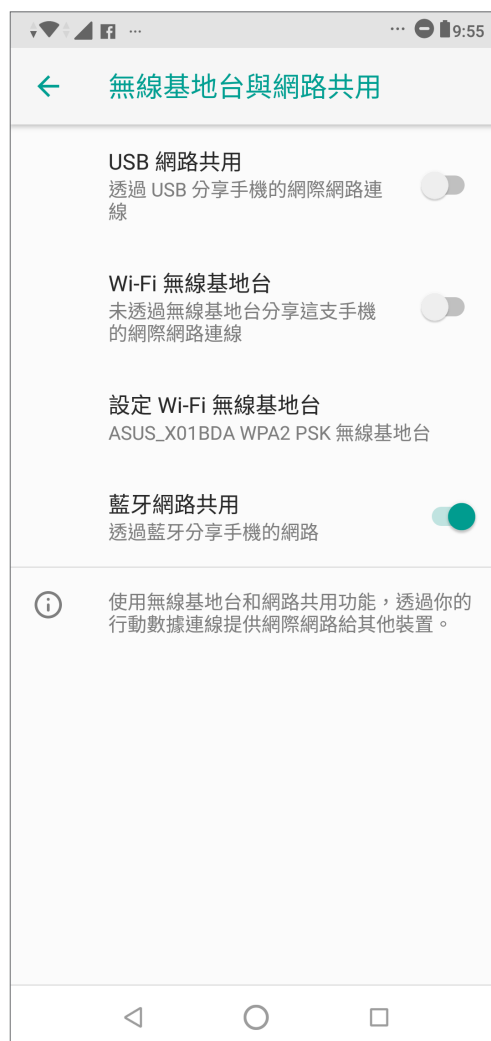 9:55
無線基地台與網路共用
USB 網路共用
透過 USB 分享手機的網際網路連
線
Wi-Fi 無線基地台
未透過無線基地台分享這支手機
的網際網路連線
設定 Wi-Fi 無線基地台
ASUS_X01BDA WPA2 PSK 無線基地台
藍牙網路共用
透過藍牙分享手機的網路
使用無線基地台和網路共用功能，透過你的
行動數據連線提供網際網路給其他裝置。